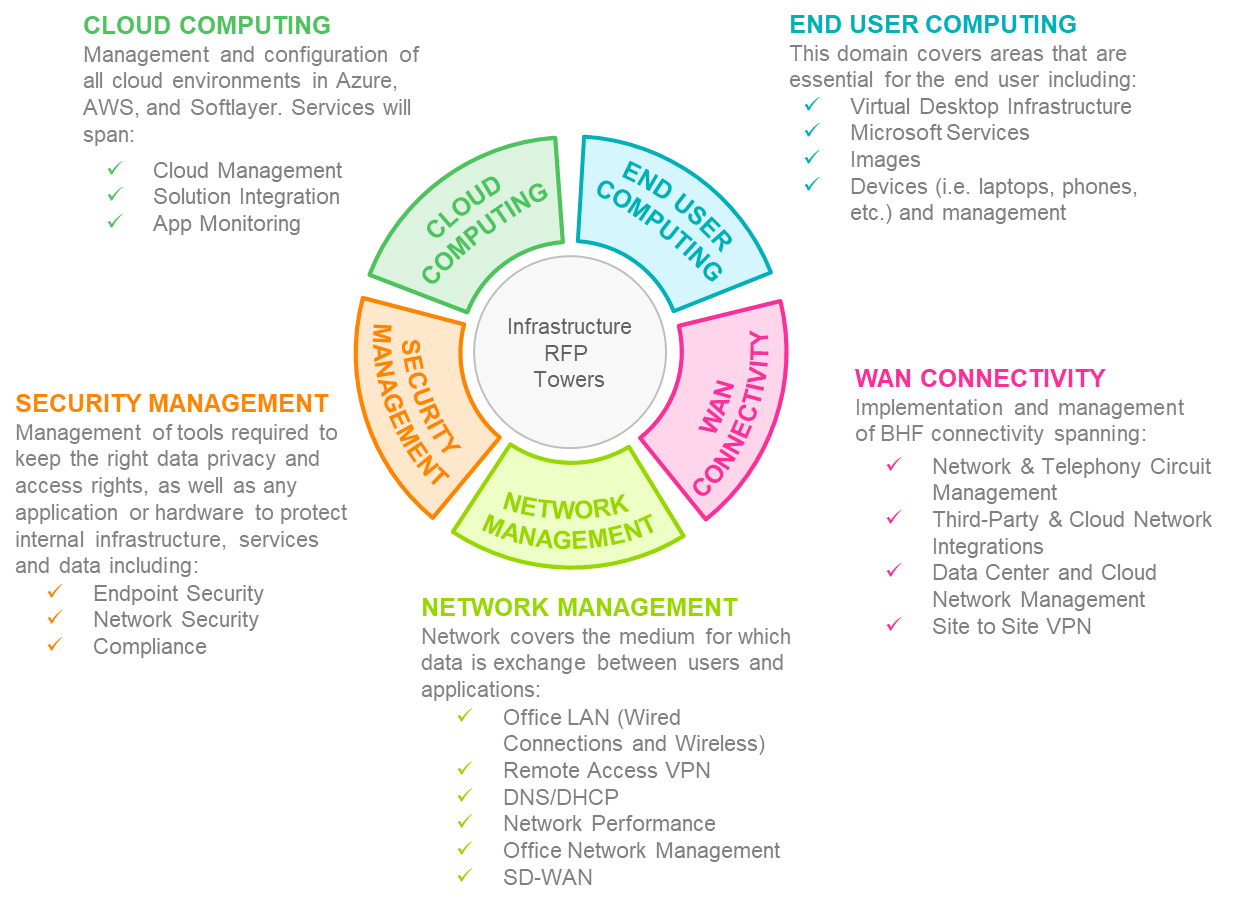 CLOUD COMPUTING
Management and configuration of
all cloud environments in Azure,
AWS, and Softlayer. Services will
span:
Cloud Management
Solution Integration
App Monitoring
END USER COMPUTING
This domain covers areas that are
essential for the end user including:
Virtual Desktop Infrastructure
Microsoft Services
Images
Devices (i.e. laptops, phones,
etc.) and management
CLOUD
COMPUTING
END USER
COMPUTING
SECURITY
MANAGEMENT
Infrastructure
RFP
Towers
WAN
CONNECTIVITY
NETWORK
MANAGEMENT
SECURITY MANAGEMENT
Management of tools required to
keep the right data privacy and
access rights, as well as any
application or hardware to protect
internal infrastructure, services
and data including:
Endpoint Security
Network Security
Compliance
WAN CONNECTIVITY
Implementation and management
of BHF connectivity spanning:
Network & Telephony Circuit
Management
Third-Party & Cloud Network
Integrations
Data Center and Cloud
Network Management
Site to Site VPN
NETWORK MANAGEMENT
Network covers the medium for which
data is exchange between users and
applications:
Office LAN (Wired
Connections and Wireless)
Remote Access VPN
DNS/DHCP
Network Performance
Office Network Management
SD-WAN